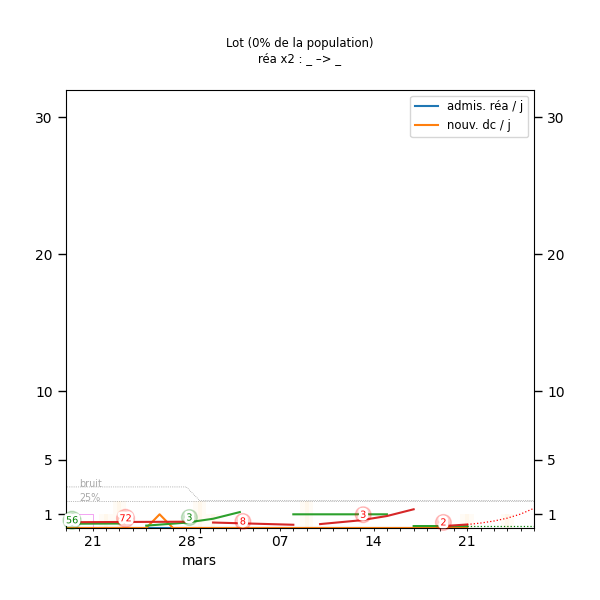 Lot (0% de la population)
réa x2 : _ –> _
admis. réa / j
nouv. dc / j
30 30
20 20
10 10
5 5
bruit
25%
1 1
56 72 3 8 3 2
21 28 - 07 14 21
mars